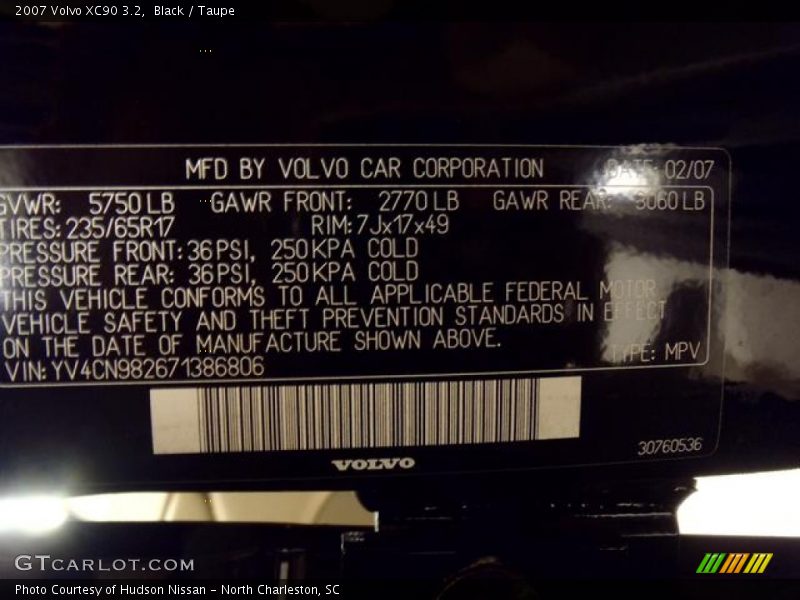 2007 Volvo XC90 3.2,  Black / Taupe
MFD BY VOLVO CAR CORPORATION DATE: 02/07
GVWR: 5750 LB GAWR FRONT: 2770 LB GAWR REAR: 3060 LB
TIRES: 235/65R17 RIM: 7Jx17x49
PRESSURE FRONT: 36 PSI, 250 KPA COLD
PRESSURE REAR: 36 PSI, 250 KPA COLD
THIS VEHICLE CONFORMS TO ALL APPLICABLE FEDERAL MOTOR
VEHICLE SAFETY AND THEFT PREVENTION STANDARDS IN EFFECT
ON THE DATE OF MANUFACTURE SHOWN ABOVE.
TYPE: MPV
VIN: YV4CN982671386806
30760536
VOLVO
GTCARLOT.COM
Photo Courtesy of Hudson Nissan - North Charleston, SC